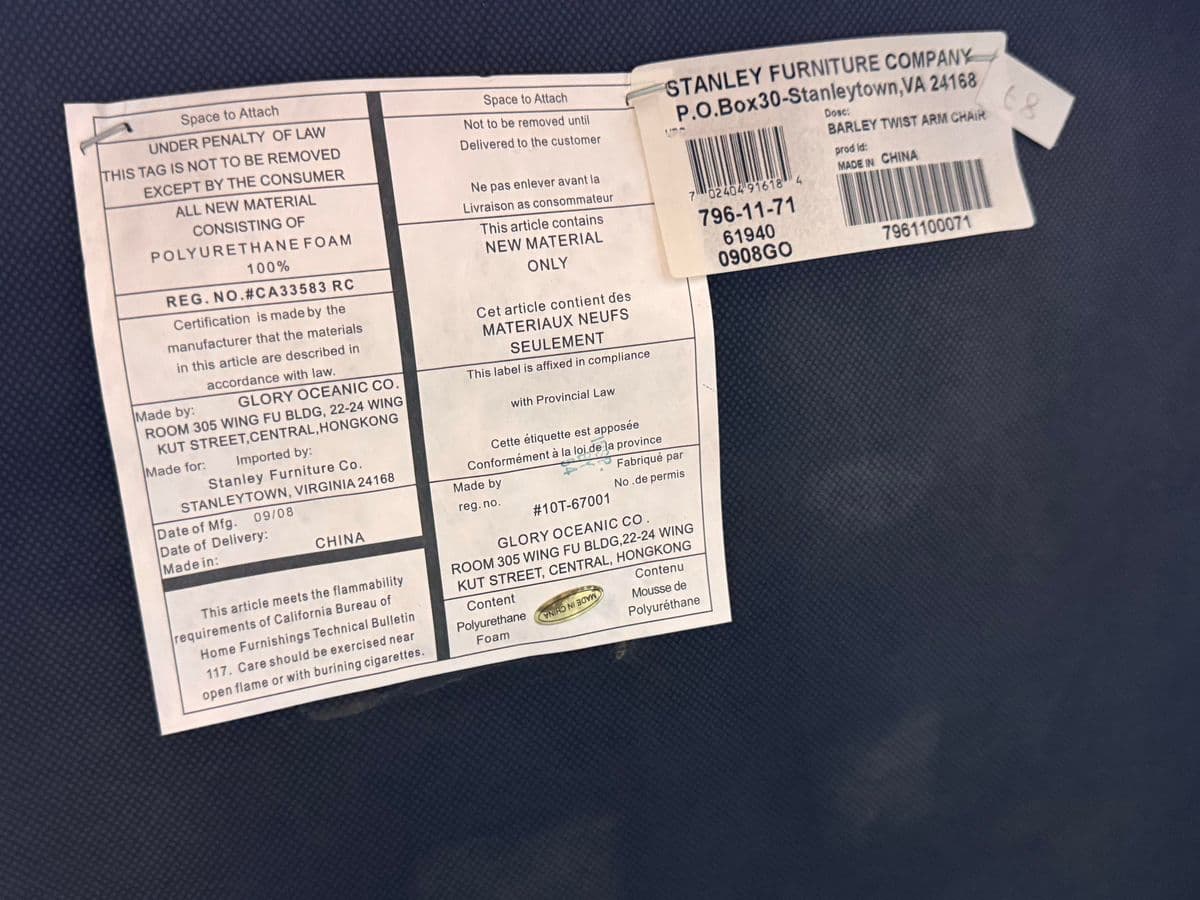 Space to Attach
UNDER PENALTY OF LAW
THIS TAG IS NOT TO BE REMOVED
EXCEPT BY THE CONSUMER
ALL NEW MATERIAL
CONSISTING OF
POLYURETHANE FOAM
100%
REG. NO.#CA33583 RC
Certification is made by the
manufacturer that the materials
in this article are described in
accordance with law.
Made by: GLORY OCEANIC CO.
ROOM 305 WING FU BLDG, 22-24 WING
KUT STREET,CENTRAL,HONGKONG
Made for: Imported by:
Stanley Furniture Co.
STANLEYTOWN, VIRGINIA 24168
Date of Mfg. 09/08
Date of Delivery:
Made in: CHINA
This article meets the flammability
requirements of California Bureau of
Home Furnishings Technical Bulletin
117. Care should be exercised near
open flame or with burining cigarettes.
Space to Attach
Not to be removed until
Delivered to the customer
Ne pas enlever avant la
Livraison as consommateur
This article contains
NEW MATERIAL
ONLY
Cet article contient des
MATERIAUX NEUFS
SEULEMENT
This label is affixed in compliance
with Provincial Law
Cette étiquette est apposée
Conformément à la loi de la province
Made by Fabriqué par
reg. no. No .de permis
#10T-67001
GLORY OCEANIC CO .
ROOM 305 WING FU BLDG,22-24 WING
KUT STREET, CENTRAL, HONGKONG
Content Contenu
Polyurethane Mousse de
Foam Polyuréthane
MADE IN CHINA
STANLEY FURNITURE COMPANY
P.O.Box30-Stanleytown,VA 24168
UPC
7 02404 91618 4
796-11-71
61940
0908GO
Desc:
BARLEY TWIST ARM CHAIR
prod id:
MADE IN CHINA
7961100071
68